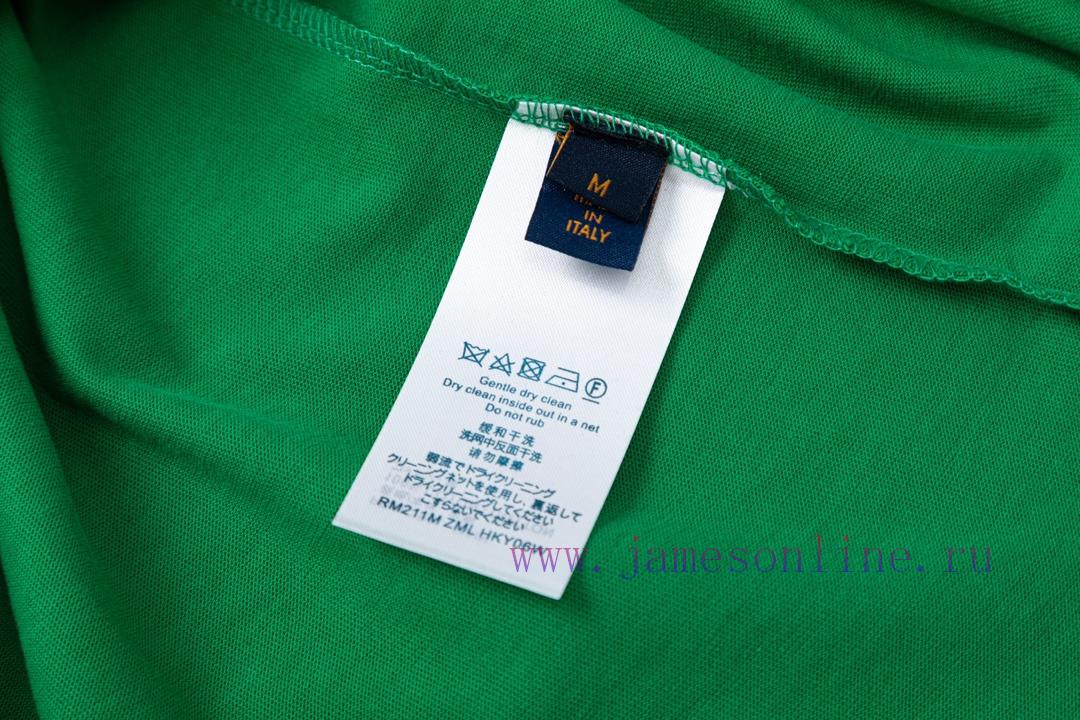 M
IN
ITALY
F
Gentle dry clean
Dry clean inside out in a net
Do not rub
缓和干洗
洗网中反面干洗
请勿摩擦
弱流でドライクリーニング
クリーニングネットを使用し、裏返して
ドライクリーニングしてください
こすらないでください
RM211M ZML HKY06W
www.jamesonline.ru